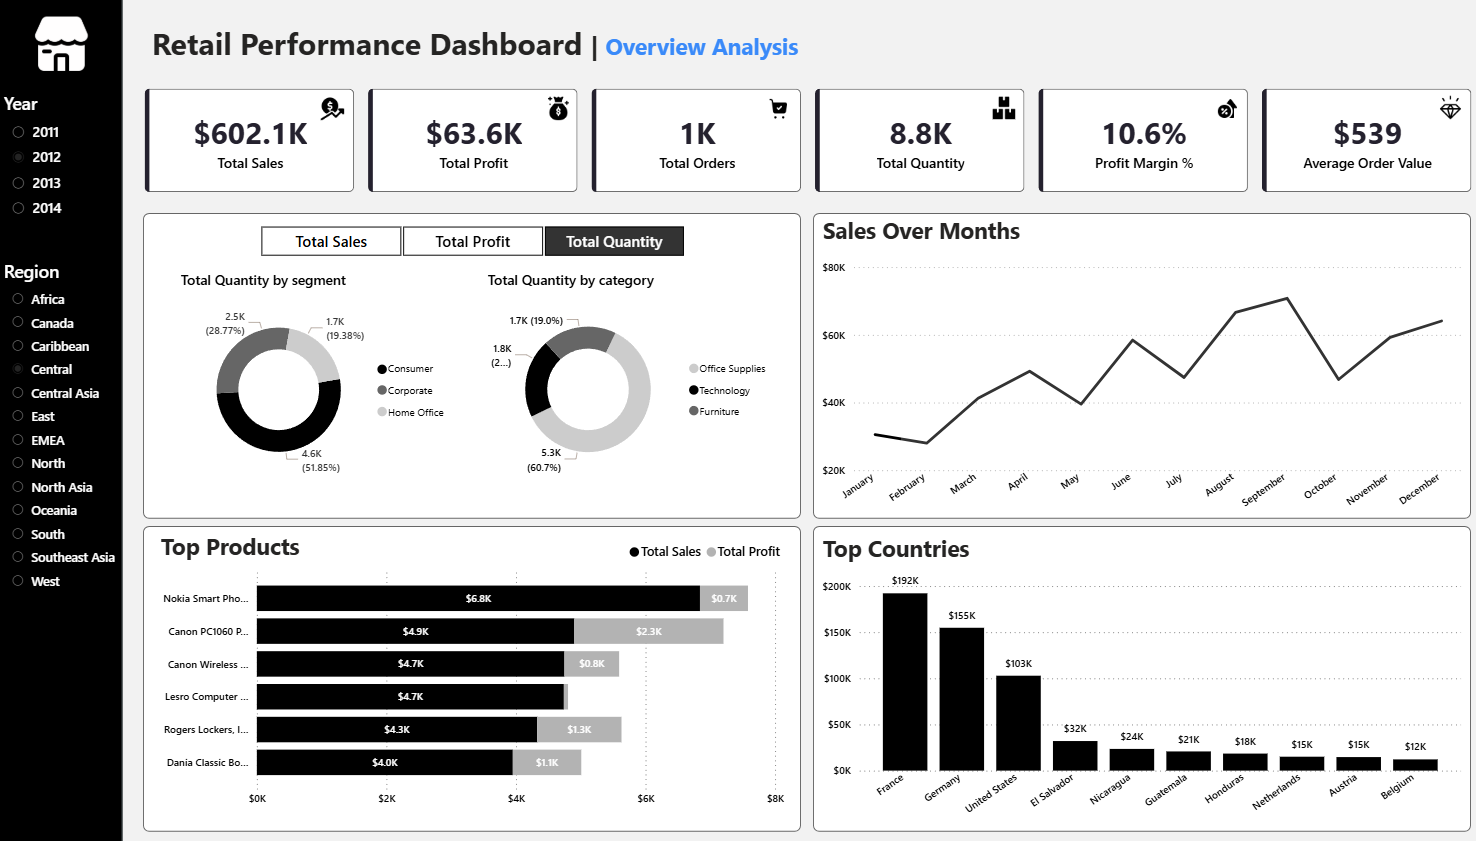 Retail Performance Dashboard | Overview Analysis
Year
2011
2012
2013
2014
Region
Africa
Canada
Caribbean
Central
Central Asia
East
EMEA
North
North Asia
Oceania
South
Southeast Asia
West
$602.1K
Total Sales
$63.6K
Total Profit
1K
Total Orders
8.8K
Total Quantity
10.6%
Profit Margin %
$539
Average Order Value
Total Sales
Total Profit
Total Quantity
Total Quantity by segment
2.5K
(28.77%)
1.7K
(19.38%)
4.6K
(51.85%)
Consumer
Corporate
Home Office
Total Quantity by category
1.7K (19.0%)
1.8K
(2...)
5.3K
(60.7%)
Office Supplies
Technology
Furniture
Sales Over Months
$80K
$60K
$40K
$20K
January
February
March
April
May
June
July
August
September
October
November
December
Top Products
Total Sales
Total Profit
Nokia Smart Pho... $6.8K $0.7K
Canon PC1060 P... $4.9K $2.3K
Canon Wireless ... $4.7K $0.8K
Lesro Computer ... $4.7K
Rogers Lockers, I... $4.3K $1.3K
Dania Classic Bo... $4.0K $1.1K
$0K $2K $4K $6K $8K
Top Countries
$200K
$150K
$100K
$50K
$0K
$192K
$155K
$103K
$32K
$24K
$21K
$18K
$15K
$15K
$12K
France
Germany
United States
El Salvador
Nicaragua
Guatemala
Honduras
Netherlands
Austria
Belgium